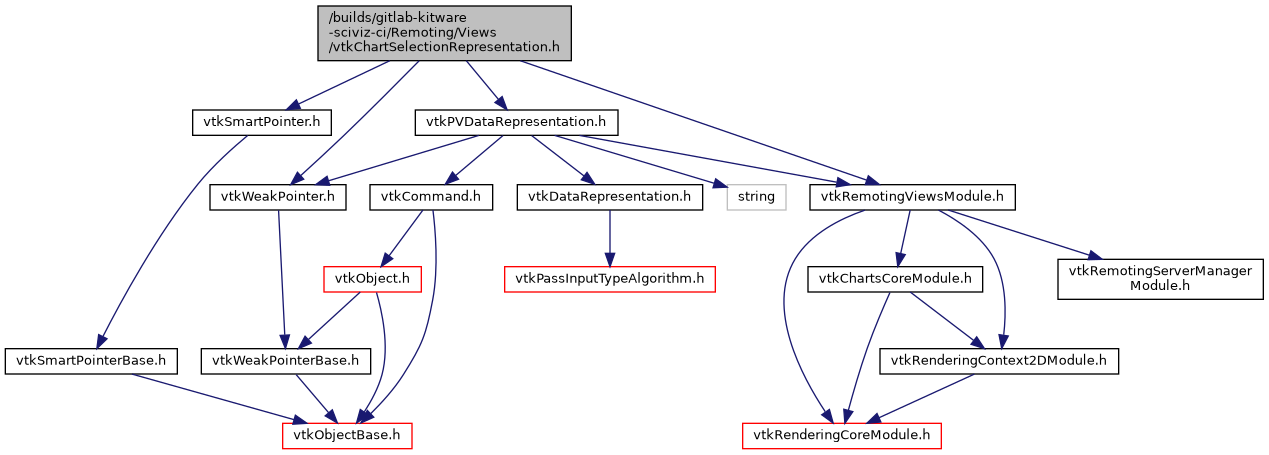 /builds/gitlab-kitware
-sciviz-ci/Remoting/Views
/vtkChartSelectionRepresentation.h
vtkSmartPointer.h
vtkPVDataRepresentation.h
vtkWeakPointer.h
vtkCommand.h
vtkDataRepresentation.h
string
vtkRemotingViewsModule.h
vtkObject.h
vtkPassInputTypeAlgorithm.h
vtkChartsCoreModule.h
vtkRemotingServerManager
Module.h
vtkSmartPointerBase.h
vtkWeakPointerBase.h
vtkRenderingContext2DModule.h
vtkObjectBase.h
vtkRenderingCoreModule.h